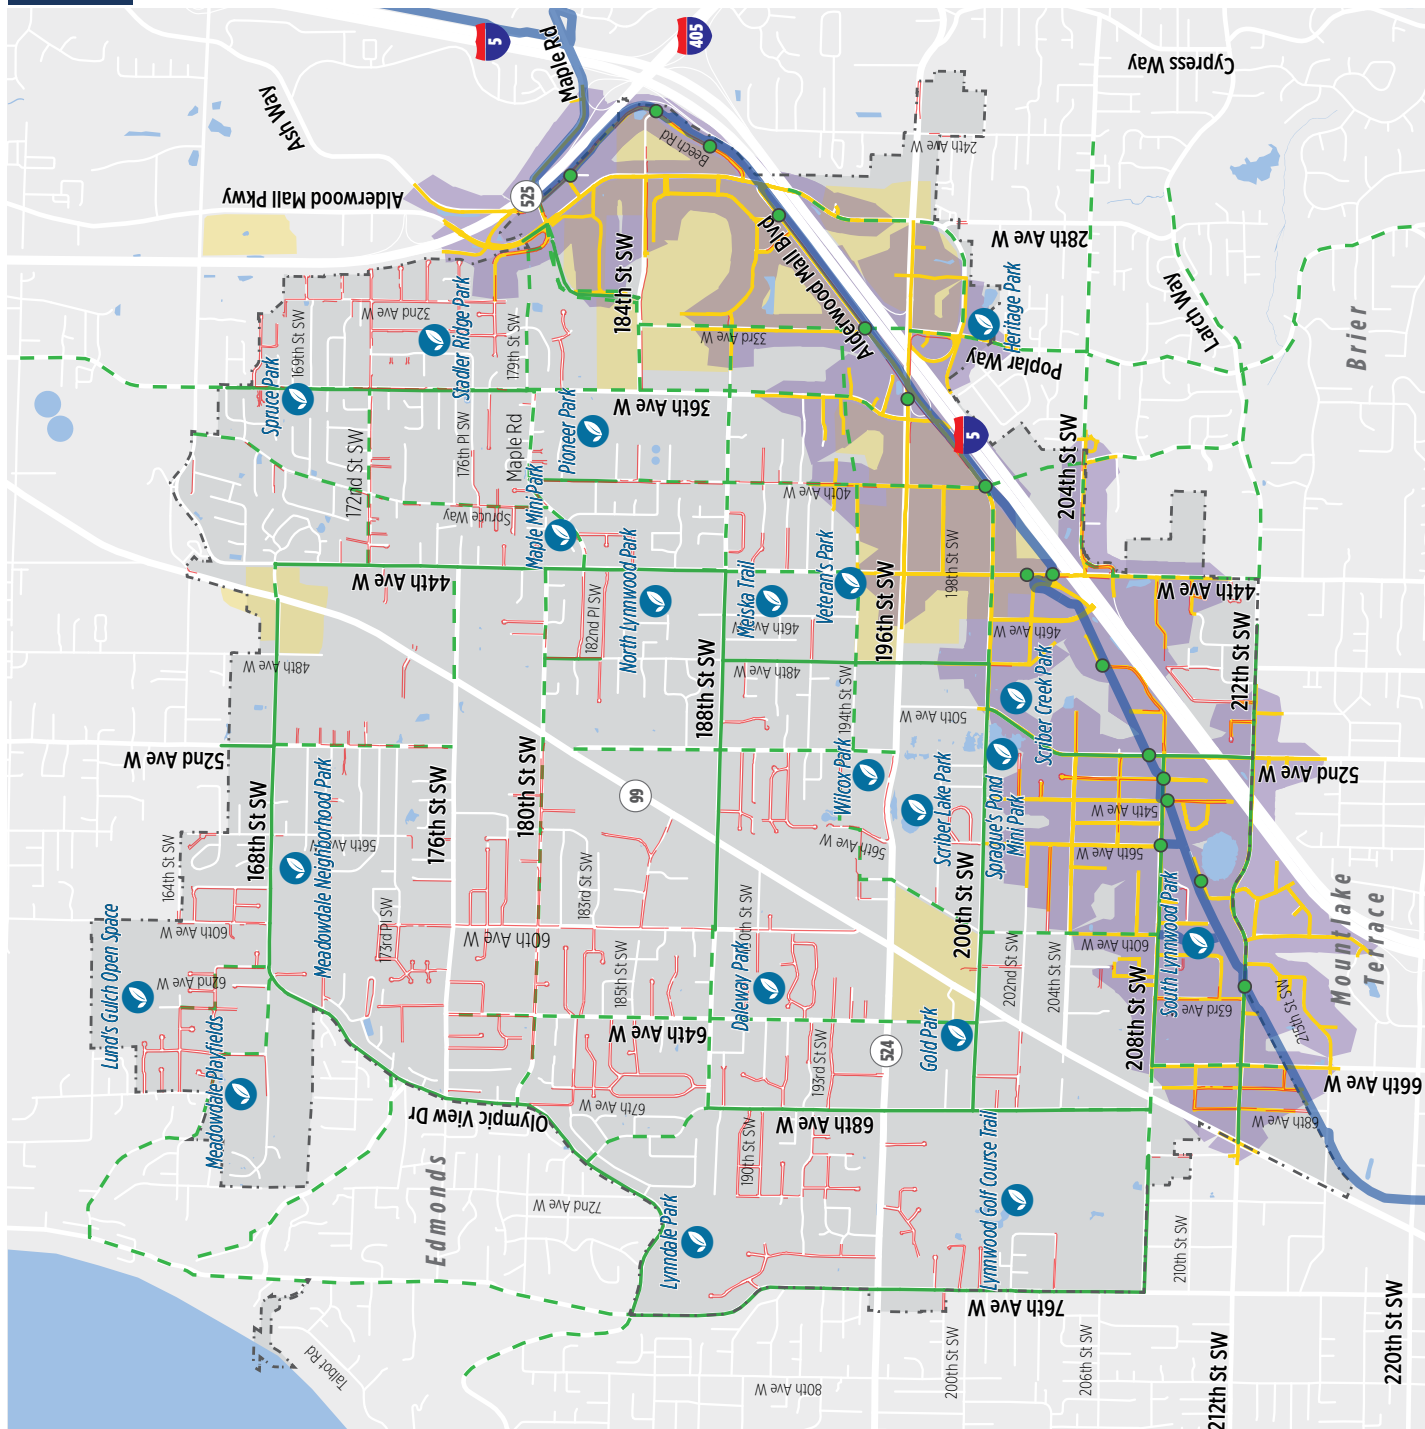 5
405
Maple Rd
Cypress Way
Ash Way
24th Ave W
Beech Rd
Alderwood Mall Pkwy
525
28th Ave W
Alderwood Mall Blvd
184th St SW
Heritage Park
Stadler Ridge Park
32nd Ave W
169th St SW
179th St SW
33rd Ave W
Larch Way
Brier
Poplar Way
Spruce Park
36th Ave W
Pioneer Park
176th Pl SW
Maple Rd
5
172nd St SW
204th St SW
40th Ave W
Spruce Way
Maple Mini Park
198th St SW
44th Ave W
44th Ave W
North Lynnwood Park
182nd Pl SW
Meiska Trail
Veteran's Park
196th St SW
46th Ave W
46th Ave W
48th Ave W
48th Ave W
188th St SW
194th St SW
50th Ave W
Scriber Creek Park
212th St SW
52nd Ave W
52nd Ave W
168th St SW
Meadowdale Neighborhood Park
176th St SW
180th St SW
99
Wilcox Park
Scriber Lake Park
Sprague's Pond
Mini Park
54th Ave W
56th Ave W
56th Ave W
56th Ave W
164th St SW
183rd St SW
200th St SW
Mountlake
Terrace
Lund's Gulch Open Space
60th Ave W
60th Ave W
60th Ave W
173rd Pl SW
185th St SW
Daleway Park
202nd St SW
204th St SW
208th St SW
South Lynnwood Park
62nd Ave W
63rd Ave W
215th St SW
64th Ave W
Gold Park
524
193rd St SW
Meadowdale Playfields
66th Ave W
67th Ave W
Olympic View Dr
68th Ave W
68th Ave W
190th St SW
Lynnwood Golf Course Trail
Edmonds
72nd Ave W
Lynndale Park
210th St SW
76th Ave W
Talbot Rd
80th Ave W
200th St SW
206th St SW
212th St SW
220th St SW